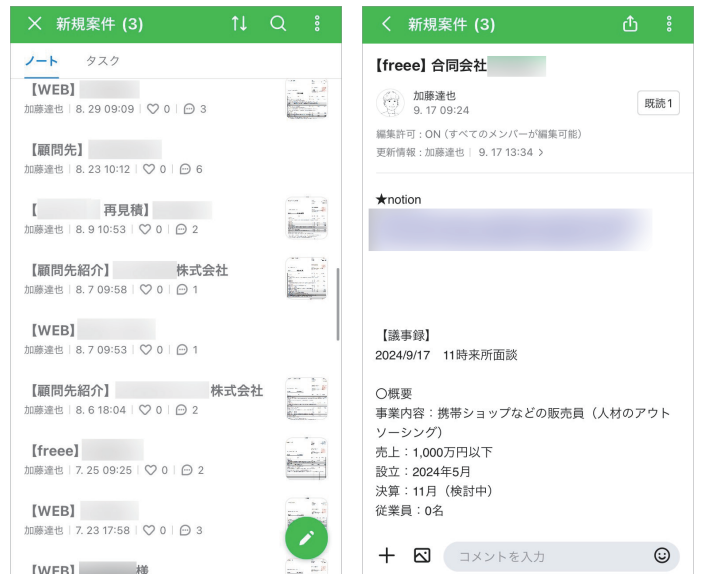 新規案件 (3)
ノート タスク
【WEB】
加藤達也 | 8. 29 09:09 | 0 | 3
【顧問先】
加藤達也 | 8. 23 10:12 | 0 | 6
【 再見積】
加藤達也 | 8. 9 10:53 | 0 | 2
【顧問先紹介】 株式会社
加藤達也 | 8. 7 09:58 | 0 | 1
【WEB】
加藤達也 | 8. 7 09:53 | 0 | 1
【顧問先紹介】 株式会社
加藤達也 | 8. 6 18:04 | 0 | 2
【freee】
加藤達也 | 7. 25 09:25 | 0 | 2
【WEB】
加藤達也 | 7. 23 17:58 | 0 | 3
【WEB】 様
新規案件 (3)
【freee】合同会社
加藤達也
9. 17 09:24
既読 1
編集許可 : ON (すべてのメンバーが編集可能)
更新情報 : 加藤達也 | 9. 17 13:34 >
★notion
【議事録】
2024/9/17 11時来所面談
〇概要
事業内容：携帯ショップなどの販売員（人材のアウト
ソーシング）
売上：1,000万円以下
設立：2024年5月
決算：11月（検討中）
従業員：0名
コメントを入力